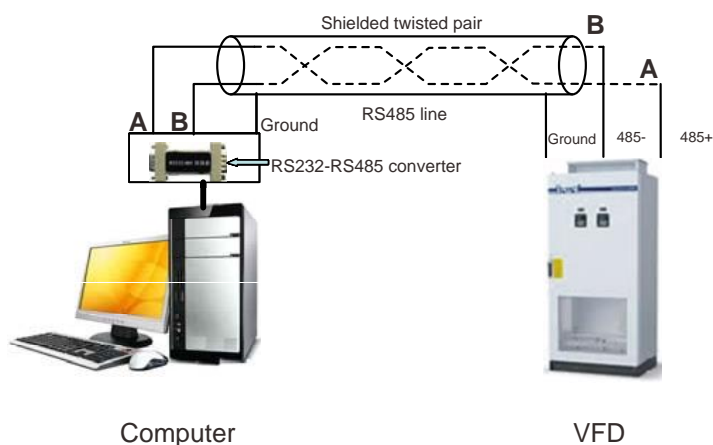 Shielded twisted pair
B
A
A B
Ground
RS485 line
Ground 485- 485+
RS232-RS485 converter
Computer
VFD